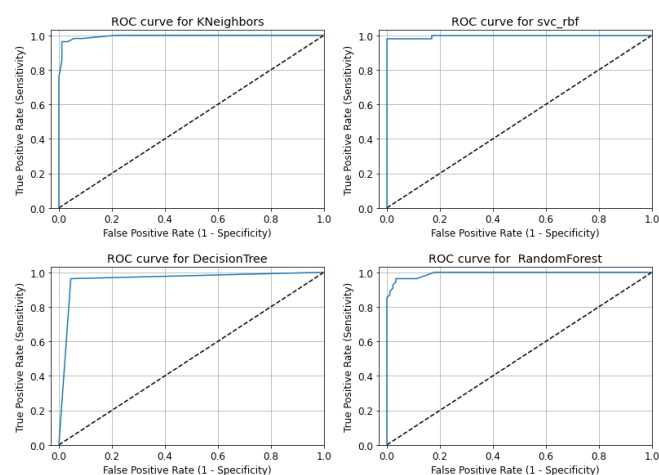 ROC curve for KNeighbors
True Positive Rate (Sensitivity)
1.0
0.8
0.6
0.4
0.2
0.0
0.0 0.2 0.4 0.6 0.8 1.0
False Positive Rate (1 - Specificity)
ROC curve for svc_rbf
True Positive Rate (Sensitivity)
1.0
0.8
0.6
0.4
0.2
0.0
0.0 0.2 0.4 0.6 0.8 1.0
False Positive Rate (1 - Specificity)
ROC curve for DecisionTree
True Positive Rate (Sensitivity)
1.0
0.8
0.6
0.4
0.2
0.0
0.0 0.2 0.4 0.6 0.8 1.0
False Positive Rate (1 - Specificity)
ROC curve for  RandomForest
True Positive Rate (Sensitivity)
1.0
0.8
0.6
0.4
0.2
0.0
0.0 0.2 0.4 0.6 0.8 1.0
False Positive Rate (1 - Specificity)